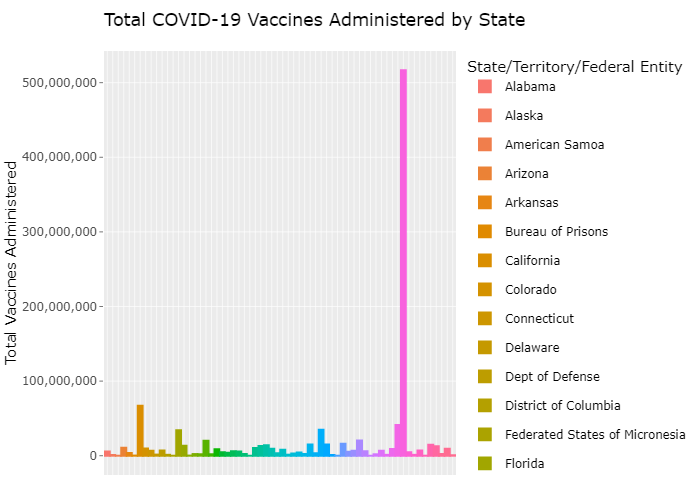 Total COVID-19 Vaccines Administered by State
Total Vaccines Administered
500,000,000
400,000,000
300,000,000
200,000,000
100,000,000
0
State/Territory/Federal Entity
Alabama
Alaska
American Samoa
Arizona
Arkansas
Bureau of Prisons
California
Colorado
Connecticut
Delaware
Dept of Defense
District of Columbia
Federated States of Micronesia
Florida